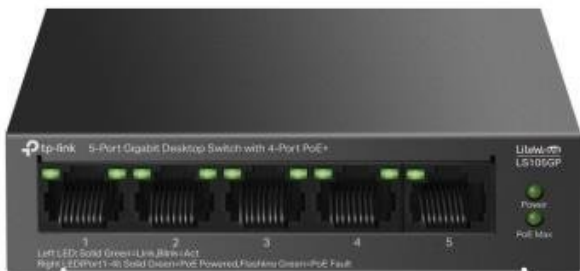 tp-link 5-Port Gigabit Desktop Switch with 4-Port PoE+
LiteWave
LS105GP
Power
PoE Max
1 2 3 4 5
Left LED: Solid Green=Link,Blink=Act
Right LED(Port1-4): Solid Green=PoE Powered,Flashing Green=PoE Fault